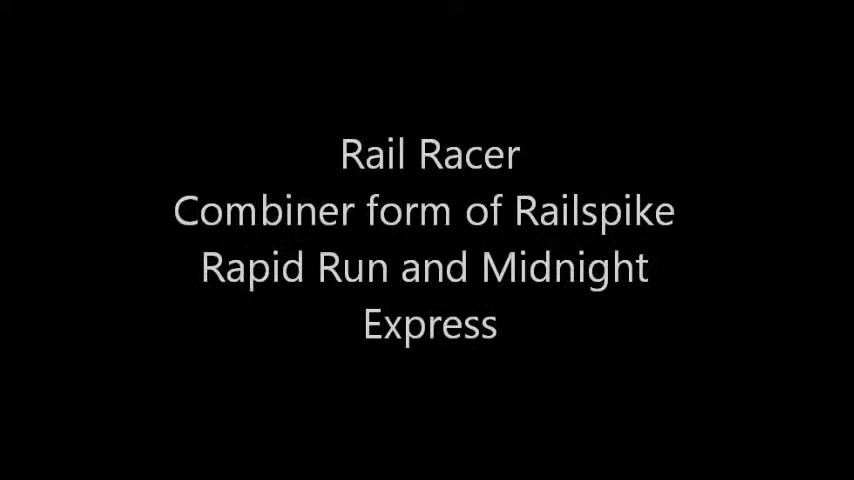 Rail Racer
Combiner form of Railspike
Rapid Run and Midnight
Express